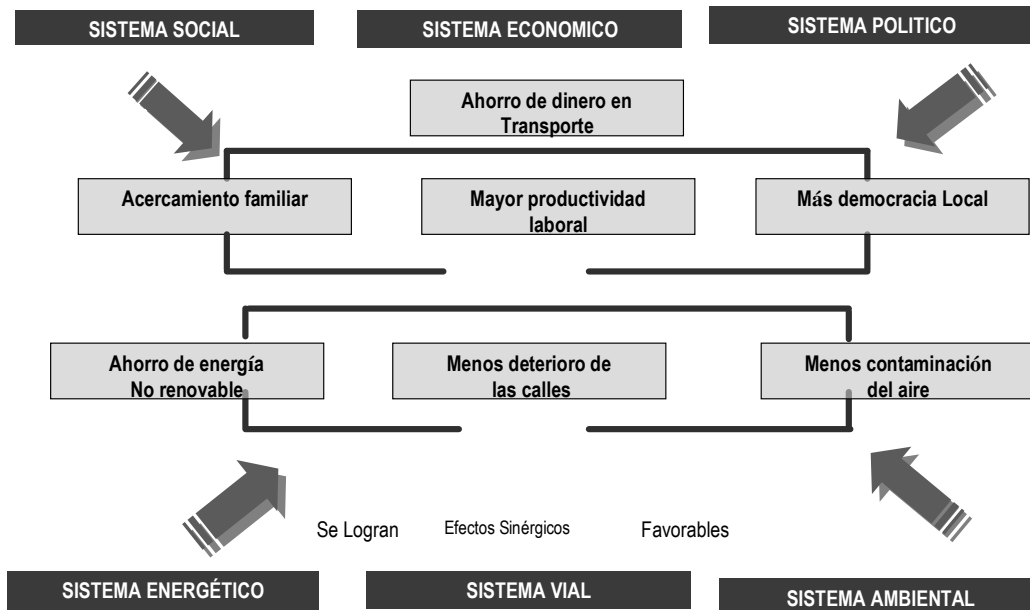 SISTEMA SOCIAL
SISTEMA ECONOMICO
SISTEMA POLITICO
Ahorro de dinero en
Transporte
Acercamiento familiar
Mayor productividad
laboral
Más democracia Local
Ahorro de energía
No renovable
Menos deterioro de
las calles
Menos contaminación
del aire
Se Logran
Efectos Sinérgicos
Favorables
SISTEMA ENERGÉTICO
SISTEMA VIAL
SISTEMA AMBIENTAL